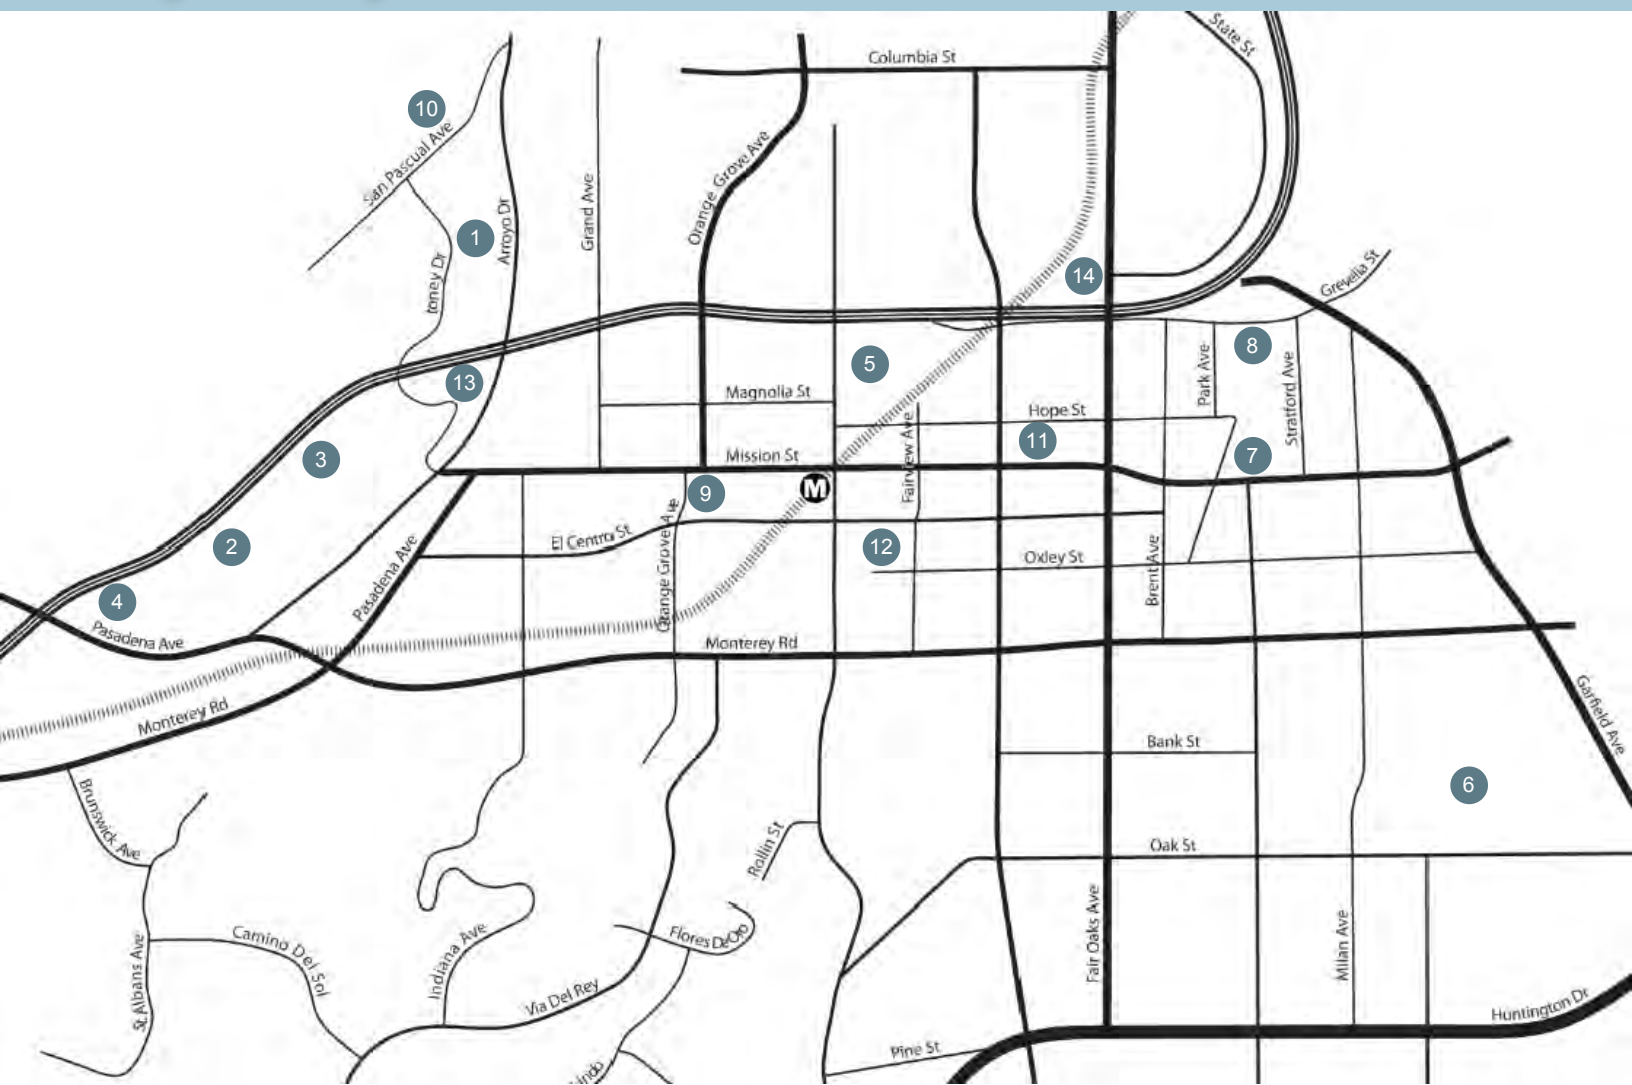 State St
Columbia St
10
San Pascual Ave
Orange Grove Ave
Grand Ave
Arroyo Dr
1
Stoney Dr
14
Grevelia St
8
5
Park Ave
Stratford Ave
13
Magnolia St
Hope St
11
Fairview Ave
3
Mission St
7
M
9
2
El Centro St
12
Oxley St
Orange Grove Ave
Pasadena Ave
Brent Ave
4
Pasadena Ave
Monterey Rd
Monterey Rd
Garfield Ave
Bank St
6
Brunswick Ave
Rollin St
Oak St
St Albans Ave
Camino Del Sol
Indiana Ave
Flores De Oro
Fair Oaks Ave
Milan Ave
Via Del Rey
Huntington Dr
Pine St